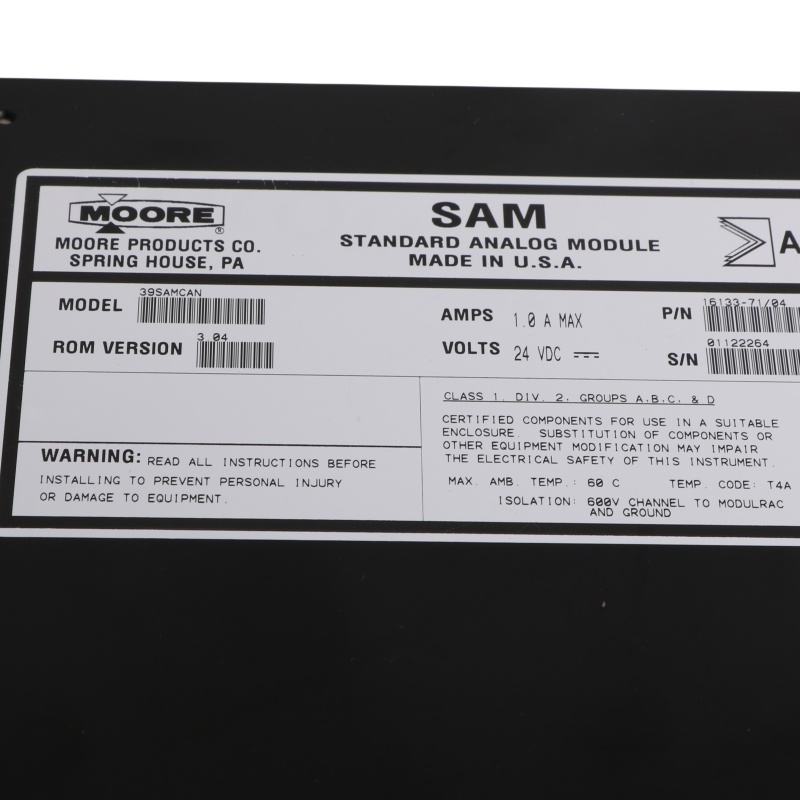 MOORE®
MOORE PRODUCTS CO.
SPRING HOUSE, PA
SAM
STANDARD ANALOG MODULE
MADE IN U.S.A.
A
MODEL 39SAMCAN
ROM VERSION 3.04
AMPS 1.0 A MAX
VOLTS 24 VDC
P/N 16133-71/04
S/N 01122264
WARNING: READ ALL INSTRUCTIONS BEFORE
INSTALLING TO PREVENT PERSONAL INJURY
OR DAMAGE TO EQUIPMENT.
CLASS 1, DIV. 2, GROUPS A,B,C, & D
CERTIFIED COMPONENTS FOR USE IN A SUITABLE
ENCLOSURE. SUBSTITUTION OF COMPONENTS OR
OTHER EQUIPMENT MODIFICATION MAY IMPAIR
THE ELECTRICAL SAFETY OF THIS INSTRUMENT.
MAX. AMB. TEMP.: 60 C TEMP. CODE: T4A
ISOLATION: 600V CHANNEL TO MODULRAC
AND GROUND